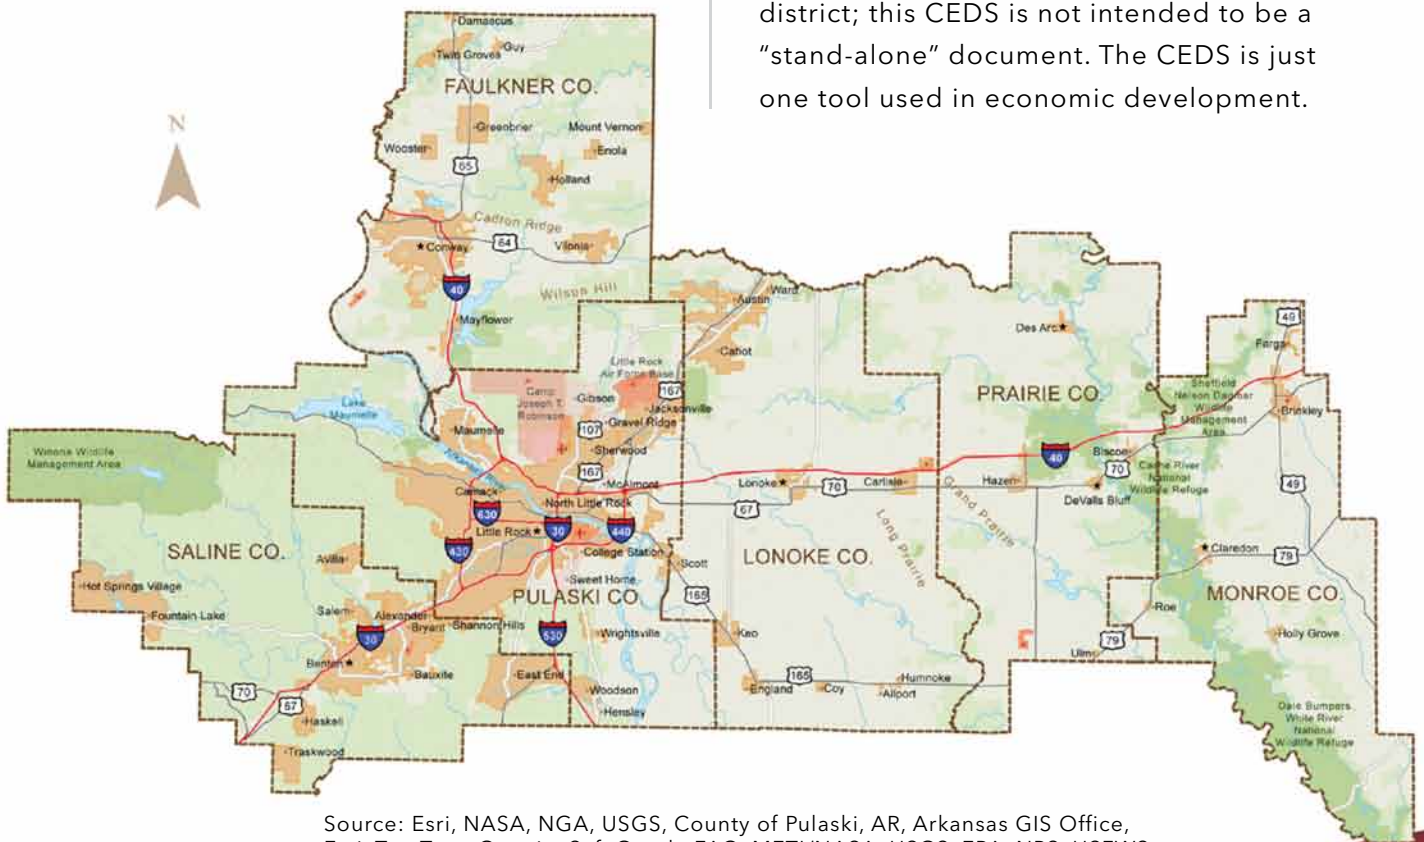 district; this CEDS is not intended to be a
“stand-alone” document. The CEDS is just
one tool used in economic development.
N
Damascus
Guy
Twin Groves
FAULKNER CO.
Greenbrier
Mount Vernon
Wooster
Enola
65
Holland
Cadron Ridge
Conway
64
Vilonia
40
Wilson Hill
Mayflower
Ward
Austin
Cabot
Des Arc
49
Fargo
Little Rock
Air Force Base
PRAIRIE CO.
Camp
Joseph T.
Robinson
Gibson
167
Jacksonville
Sheffield
Nelson Dagmar
Wildlife
Management
Area
Brinkley
Lake
Maumelle
Maumelle
107
Gravel Ridge
Sherwood
Arkansas River
167
McAlmont
Winona Wildlife
Management Area
40
Biscoe
70
Cache River
National
Wildlife Refuge
Lonoke
70
Carlisle
Hazen
DeValls Bluff
49
Cammack
North Little Rock
67
Grand Prairie
Long Prairie
630
Little Rock
30
440
430
College Station
SALINE CO.
Avilla
LONOKE CO.
Claredon
79
Scott
Sweet Home
Hot Springs Village
PULASKI CO.
165
MONROE CO.
Fountain Lake
Salem
Alexander
Roe
Bryant
Shannon Hills
30
530
Wrightsville
Keo
79
Holly Grove
Ulm
Benton
Bauxite
East End
165
Humnoke
70
67
Woodson
England
Coy
Allport
Haskell
Hensley
Dale Bumpers
White River
National
Wildlife Refuge
Traskwood
Source: Esri, NASA, NGA, USGS, County of Pulaski, AR, Arkansas GIS Office,